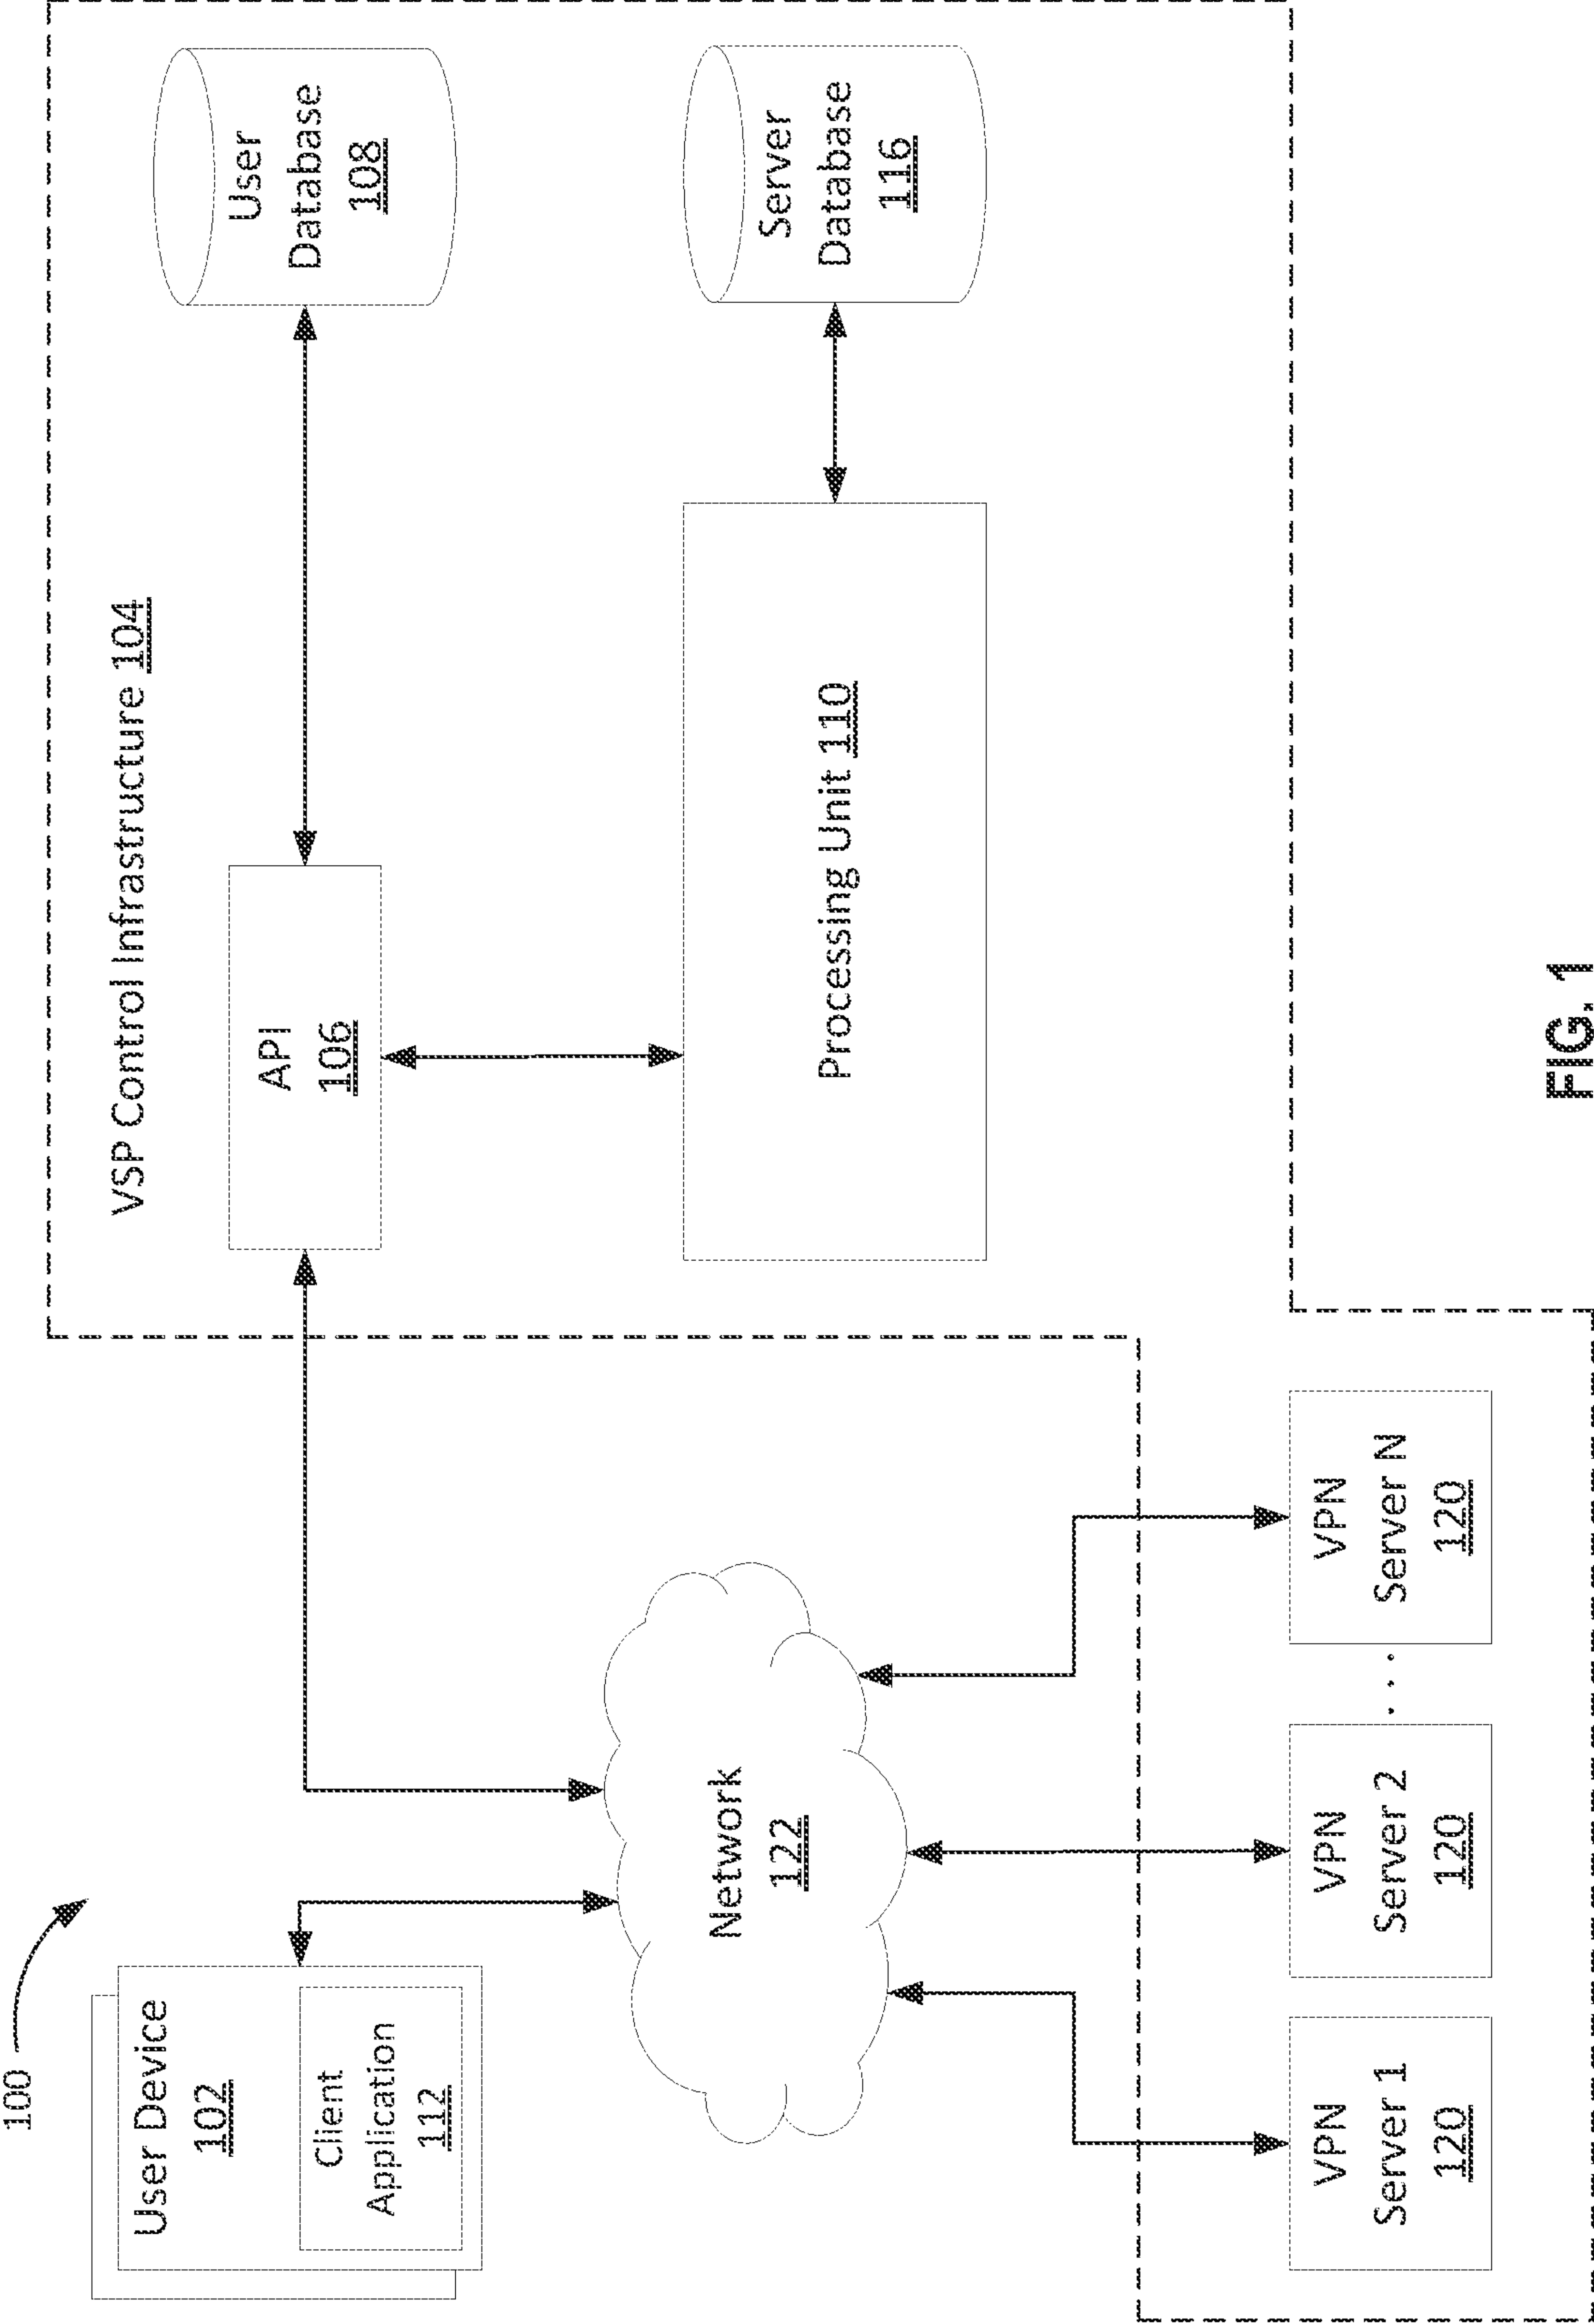 100
User Device
102
Client
Application
112
Network
122
VSP Control Infrastructure 104
API
106
User
Database
108
Processing Unit 110
Server
Database
116
VPN
Server 1
120
VPN
Server 2
120
. . .
VPN
Server N
120
FIG. 1